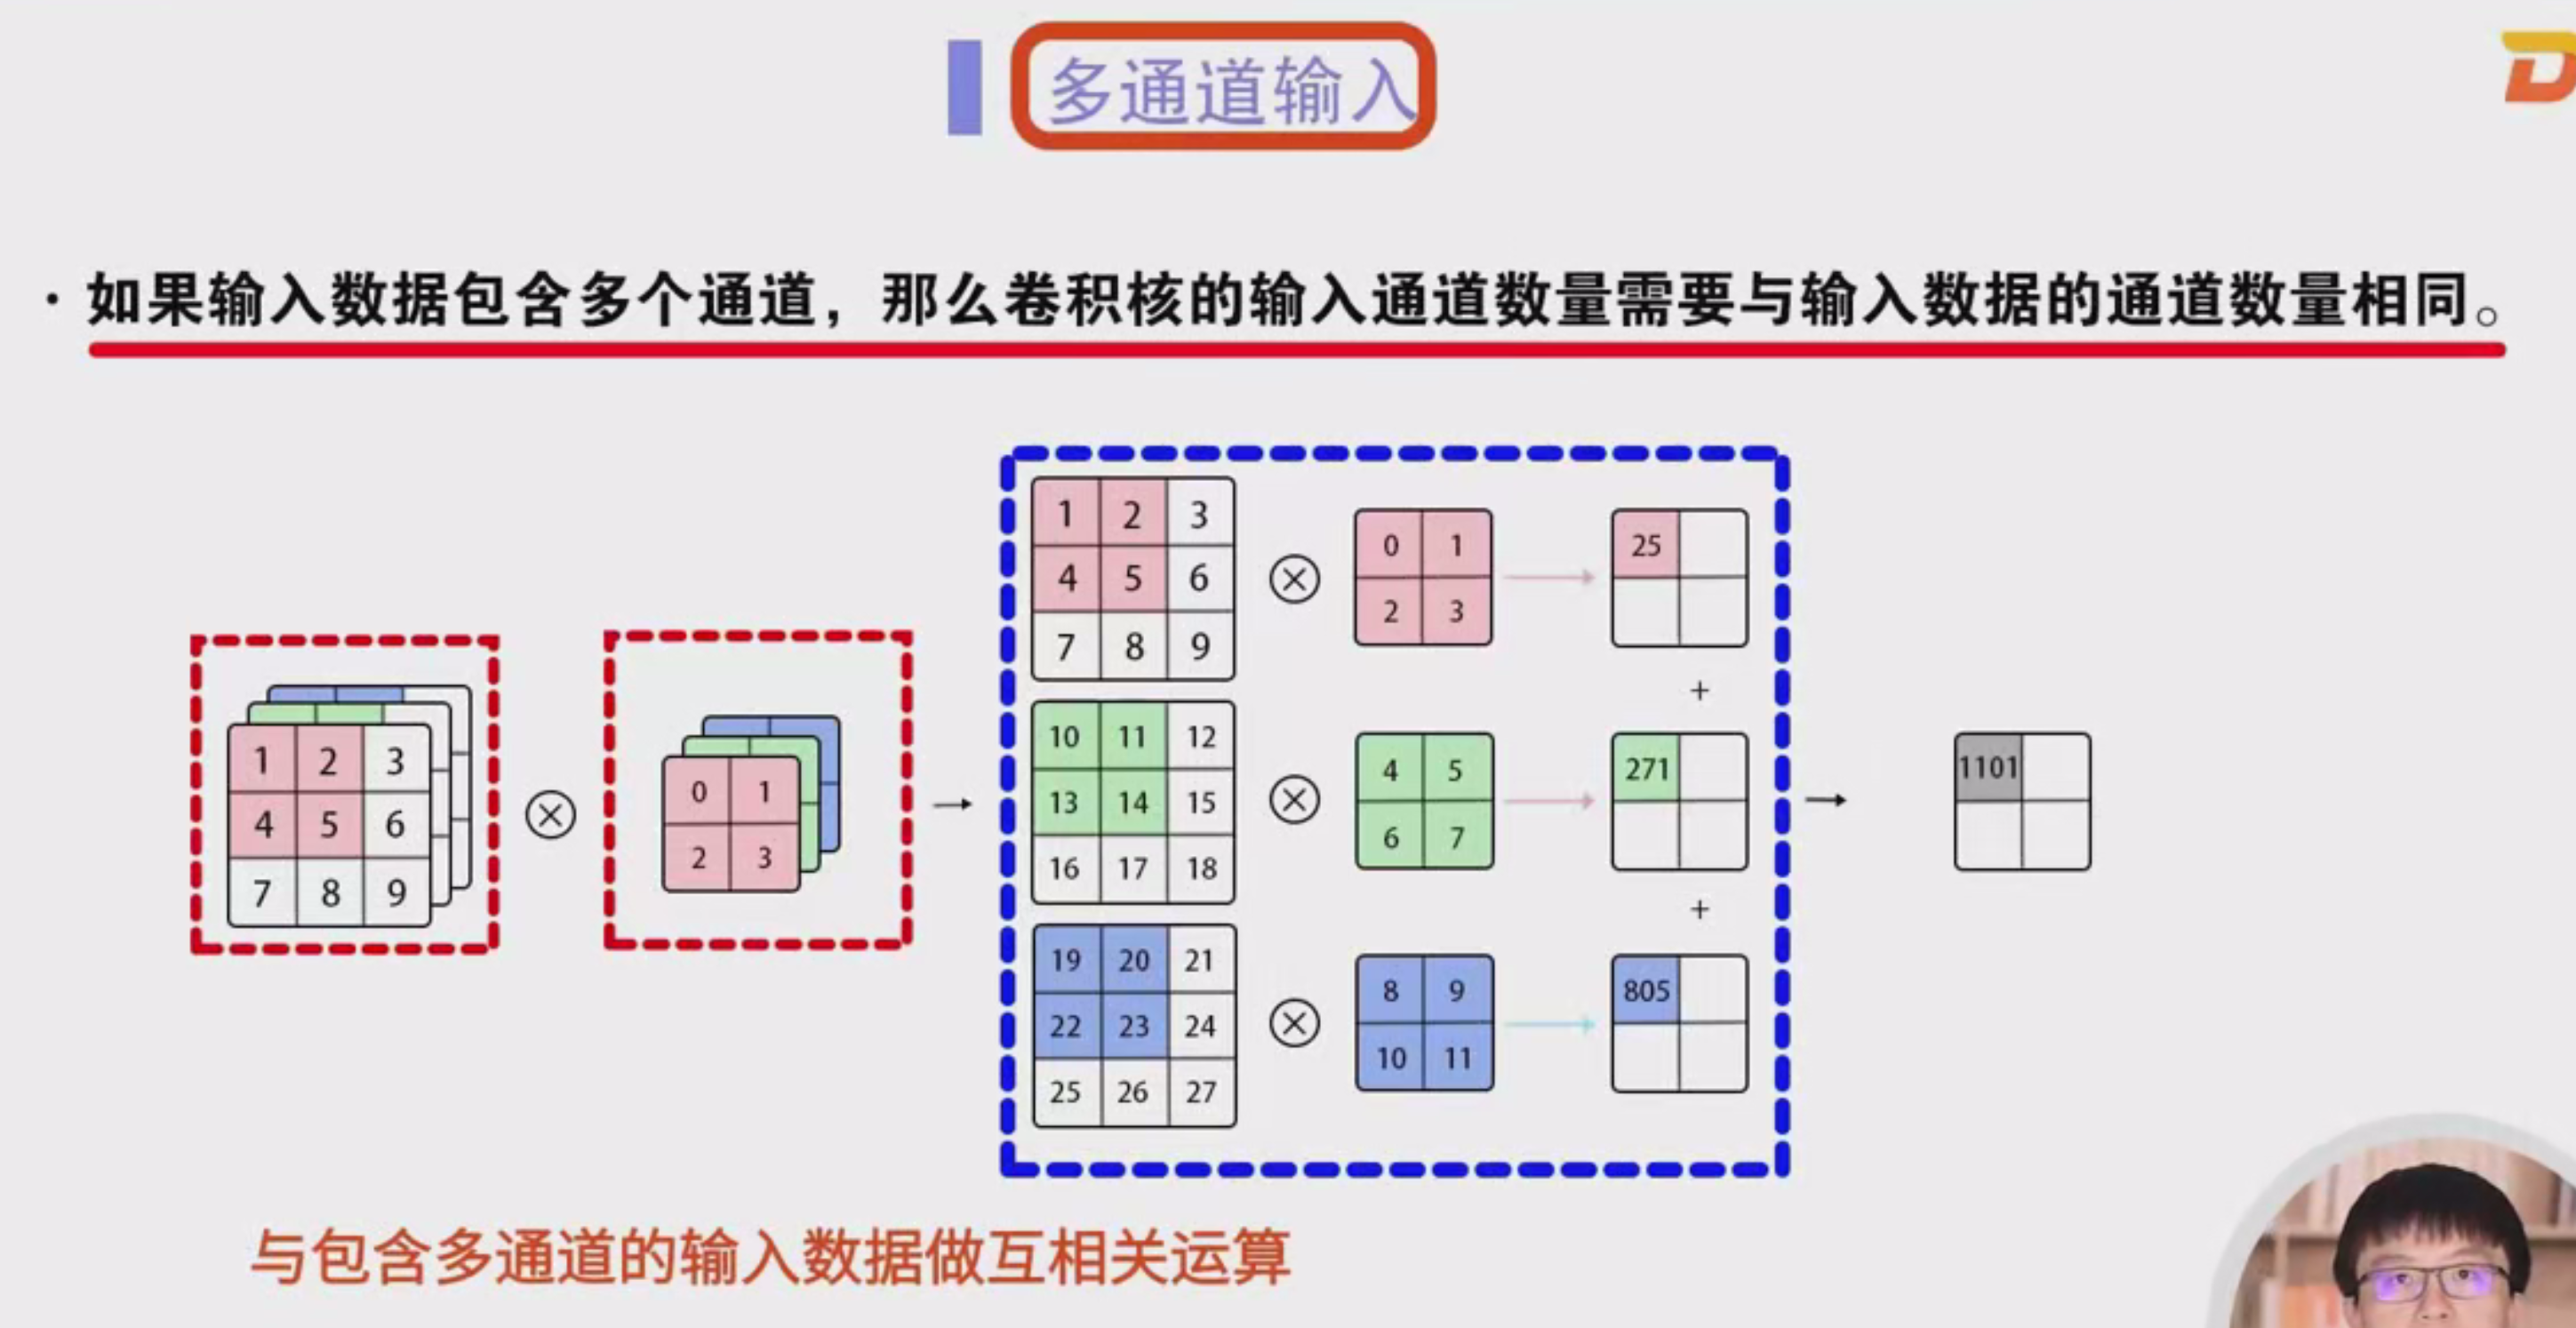 多通道输入
D
· 如果输入数据包含多个通道，那么卷积核的输入通道数量需要与输入数据的通道数量相同。
1 2 3
4 5 6
7 8 9
⊗
0 1
2 3
→
1 2 3
4 5 6
7 8 9
⊗
0 1
2 3
25
+
10 11 12
13 14 15
16 17 18
⊗
4 5
6 7
271
+
19 20 21
22 23 24
25 26 27
⊗
8 9
10 11
805
→
1101
与包含多通道的输入数据做互相关运算